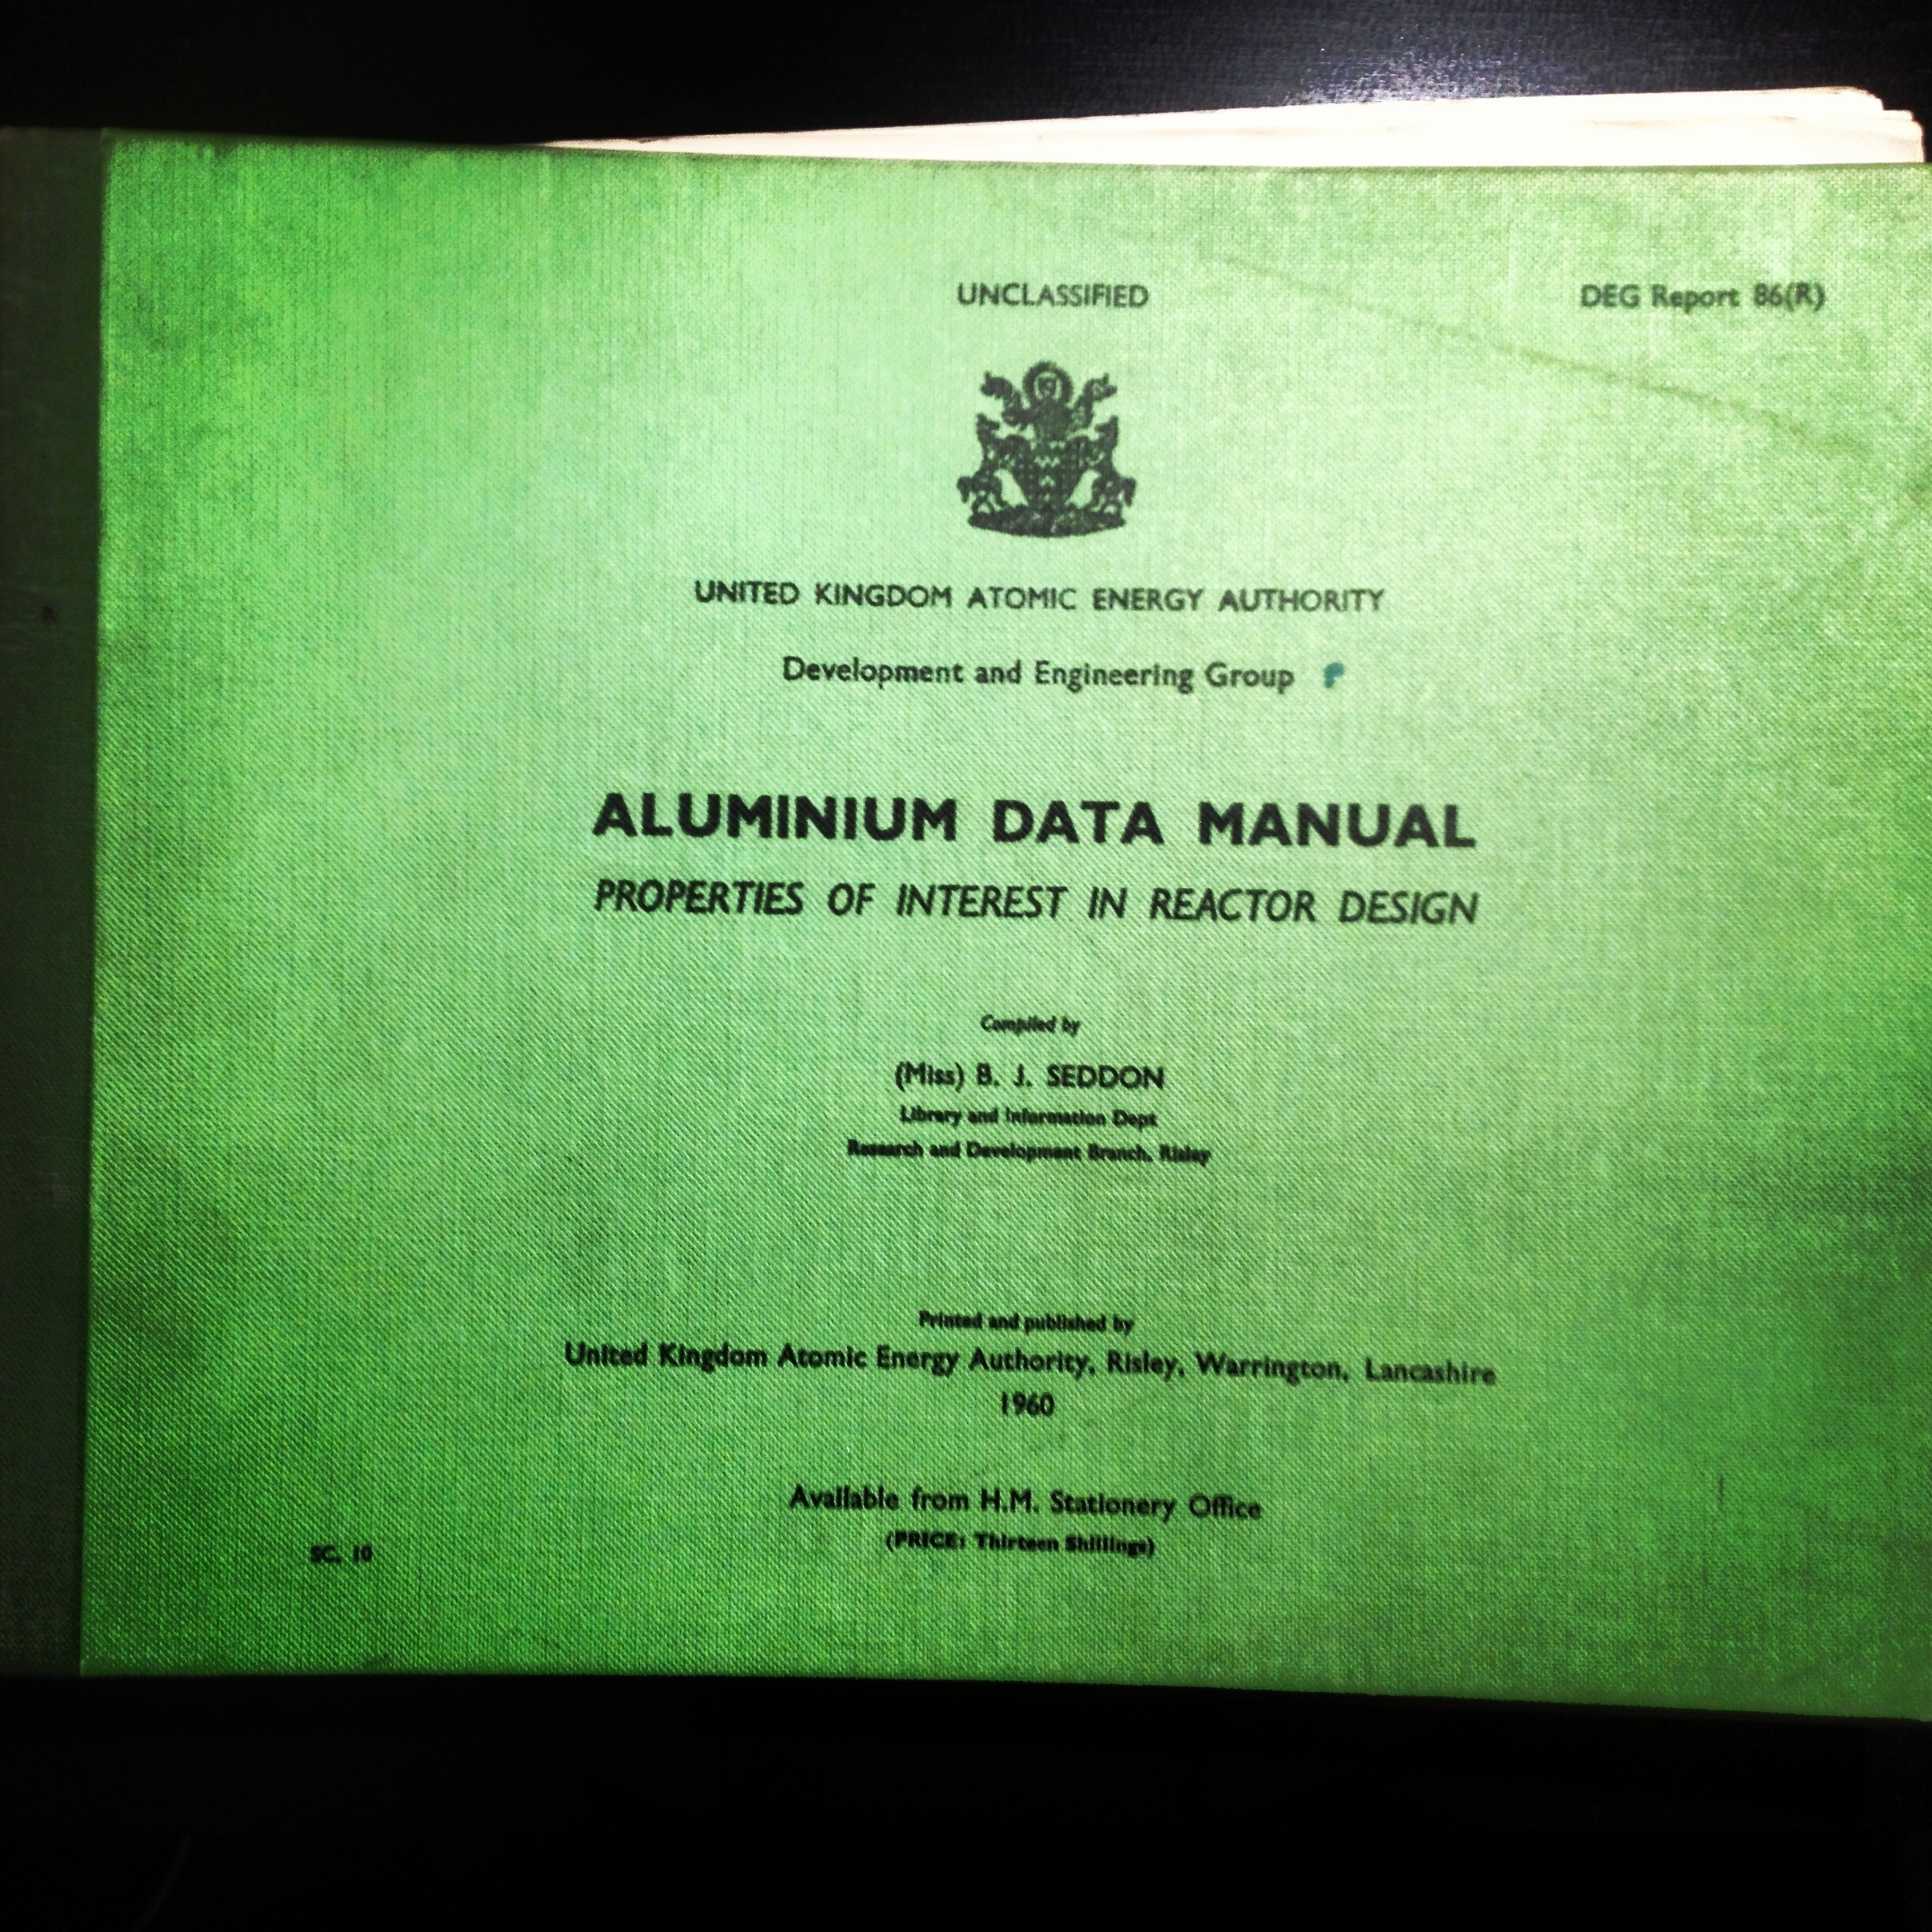 UNCLASSIFIED
DEG Report 86(R)
UNITED KINGDOM ATOMIC ENERGY AUTHORITY
Development and Engineering Group
ALUMINIUM DATA MANUAL
PROPERTIES OF INTEREST IN REACTOR DESIGN
Compiled by
(Miss) B. J. SEDDON
Library and Information Dept
Research and Development Branch, Risley
Printed and published by
United Kingdom Atomic Energy Authority, Risley, Warrington, Lancashire
1960
Available from H.M. Stationery Office
(PRICE: Thirteen Shillings)
SC. 10